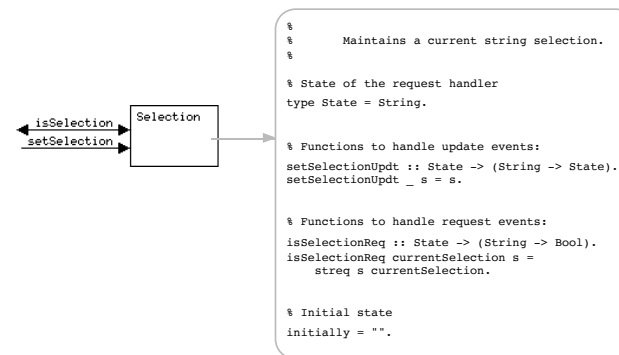 isSelection
setSelection
Selection
%
% Maintains a current string selection.
%
% State of the request handler
type State = String.
% Functions to handle update events:
setSelectionUpdt :: State -> (String -> State).
setSelectionUpdt _ s = s.
% Functions to handle request events:
isSelectionReq :: State -> (String -> Bool).
isSelectionReq currentSelection s =
streq s currentSelection.
% Initial state
initially = "".